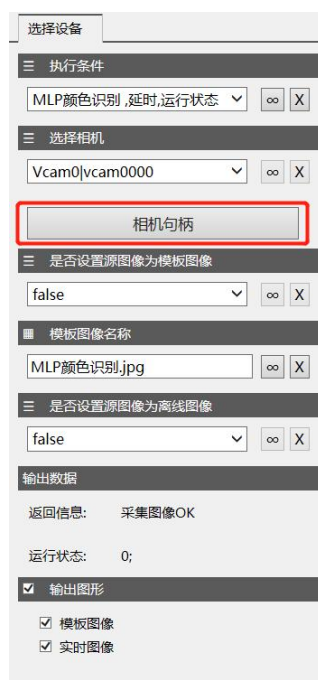 选择设备
☰ 执行条件
MLP颜色识别 ,延时,运行状态 ∞ X
☰ 选择相机
Vcam0|vcam0000 ∞ X
相机句柄
☰ 是否设置源图像为模板图像
false ∞ X
▦ 模板图像名称
MLP颜色识别.jpg ∞ X
☰ 是否设置源图像为离线图像
false ∞ X
输出数据
返回信息: 采集图像OK
运行状态: 0;
☑ 输出图形
☑ 模板图像
☑ 实时图像